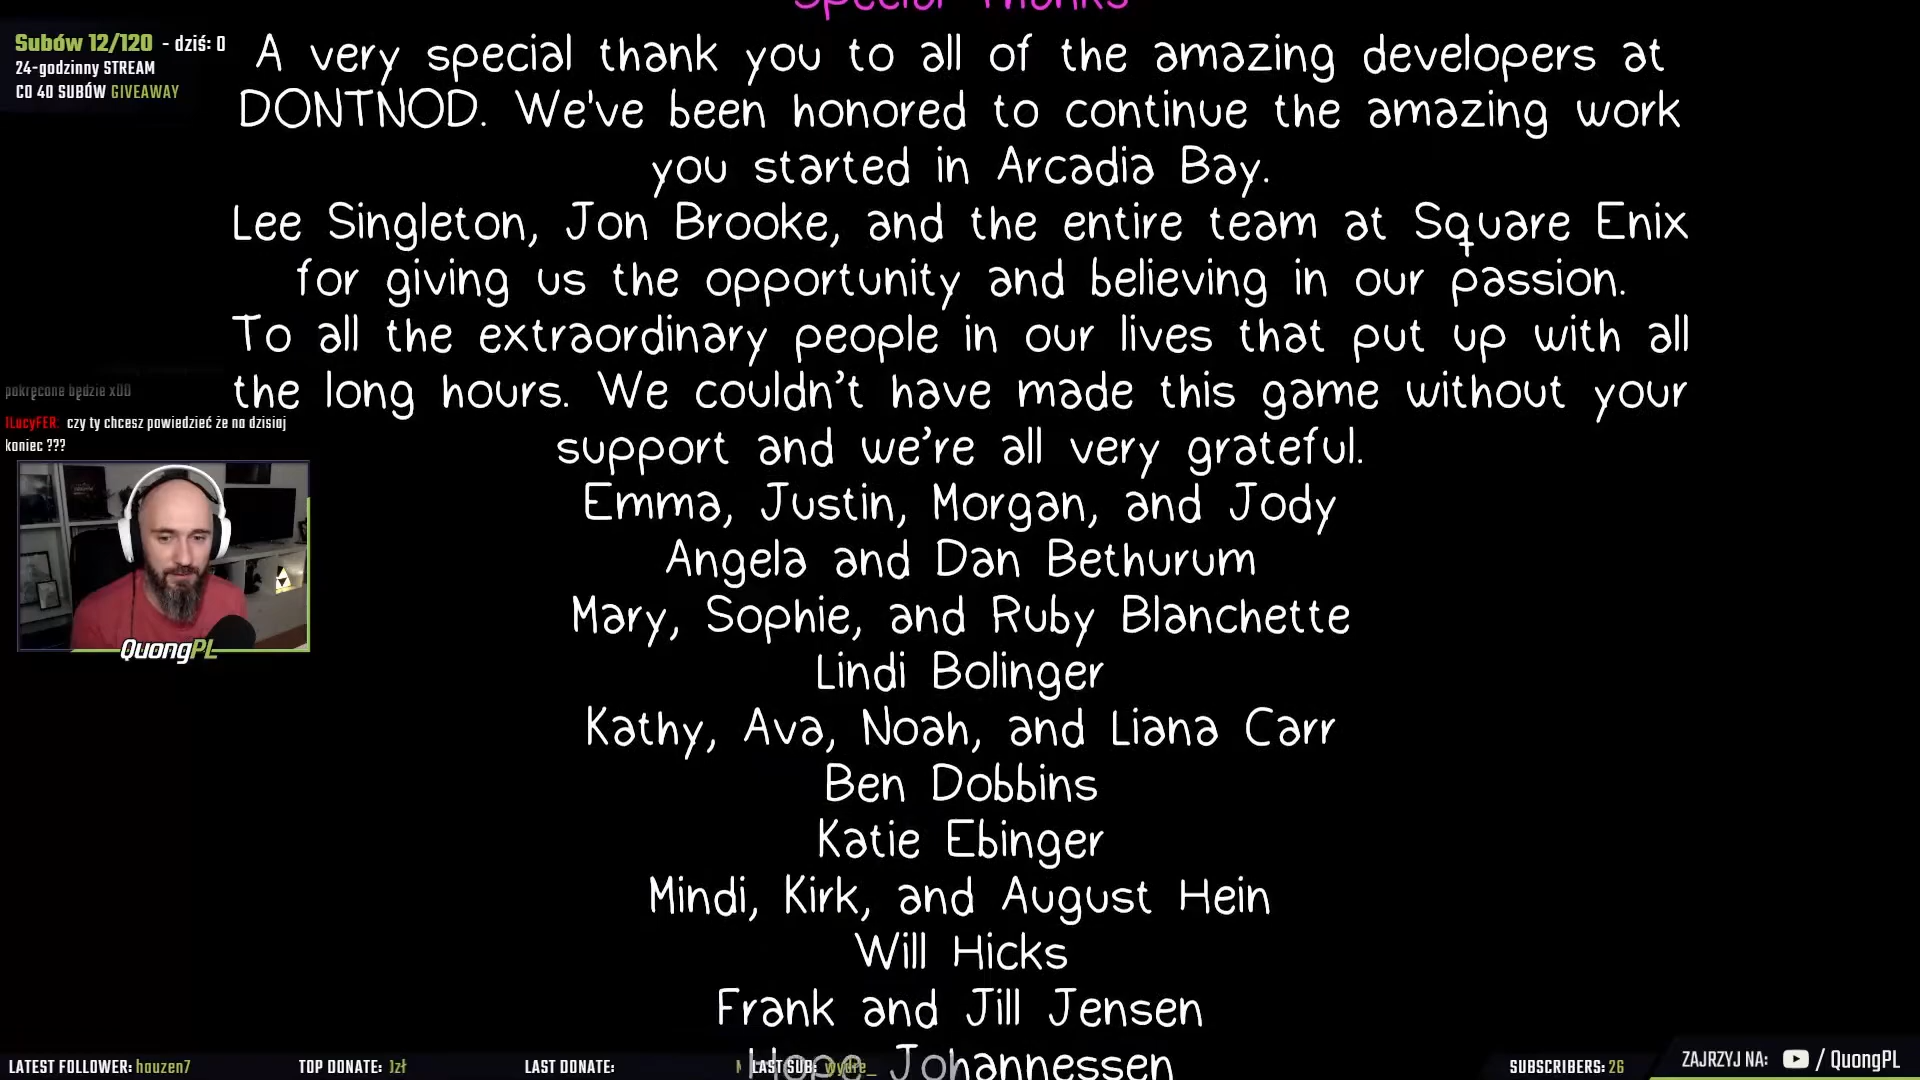 Special Thanks
Subów 12/120 - dziś: 0
24-godzinny STREAM
CO 40 SUBÓW GIVEAWAY
A very special thank you to all of the amazing developers at
DONTNOD. We've been honored to continue the amazing work
you started in Arcadia Bay.
Lee Singleton, Jon Brooke, and the entire team at Square Enix
for giving us the opportunity and believing in our passion.
To all the extraordinary people in our lives that put up with all
the long hours. We couldn’t have made this game without your
support and we’re all very grateful.
pokręcone będzie xDD
1LucyFER: czy ty chcesz powiedzieć że na dzisiaj
koniec ???
QuongPL
Emma, Justin, Morgan, and Jody
Angela and Dan Bethurum
Mary, Sophie, and Ruby Blanchette
Lindi Bolinger
Kathy, Ava, Noah, and Liana Carr
Ben Dobbins
Katie Ebinger
Mindi, Kirk, and August Hein
Will Hicks
Frank and Jill Jensen
Hope Johannessen
LATEST FOLLOWER: hauzen7
TOP DONATE: 1zł
LAST DONATE:
LAST SUB: wydre_
SUBSCRIBERS: 26
ZAJRZYJ NA: / QuongPL